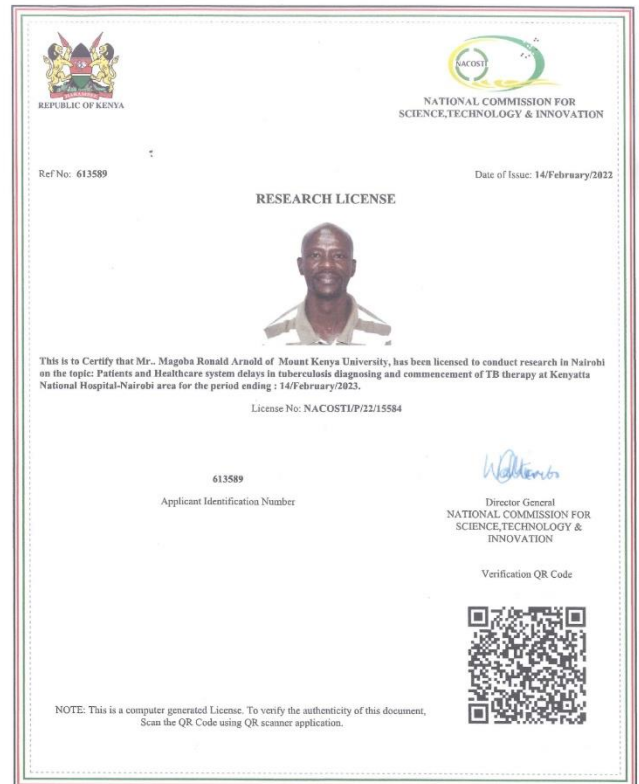 HARAMBEE
REPUBLIC OF KENYA
NACOSTI
NATIONAL COMMISSION FOR
SCIENCE,TECHNOLOGY & INNOVATION
Ref No: 613589
Date of Issue: 14/February/2022
RESEARCH LICENSE
This is to Certify that Mr.. Magoba Ronald Arnold of Mount Kenya University, has been licensed to conduct research in Nairobi
on the topic: Patients and Healthcare system delays in tuberculosis diagnosing and commencement of TB therapy at Kenyatta
National Hospital-Nairobi area for the period ending : 14/February/2023.
License No: NACOSTI/P/22/15584
613589
Applicant Identification Number
Director General
NATIONAL COMMISSION FOR
SCIENCE,TECHNOLOGY &
INNOVATION
Verification QR Code
NOTE: This is a computer generated License. To verify the authenticity of this document,
Scan the QR Code using QR scanner application.